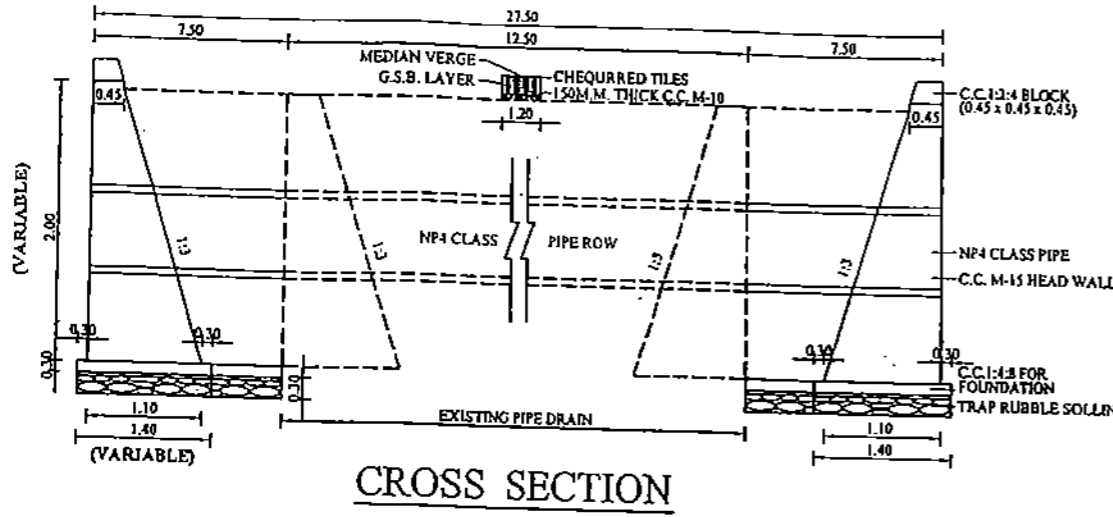 27.50
7.50
12.50
7.50
MEDIAN VERGE
G.S.B. LAYER
CHEQURRED TILES
150M.M. THICK C.C. M-10
1.20
0.45
0.45
C.C.1:2:4 BLOCK
(0.45 x 0.45 x 0.45)
(VARIABLE)
2.00
1:3
1:3
NP4 CLASS
PIPE ROW
1:3
1:3
NP4 CLASS PIPE
C.C. M-15 HEAD WALL
0.30
0.30
0.30
0.30
0.30
0.30
C.C.1:4:8 FOR
FOUNDATION
TRAP RUBBLE SOLLIN
1.10
1.40
(VARIABLE)
EXISTING PIPE DRAIN
1.10
1.40
CROSS SECTION